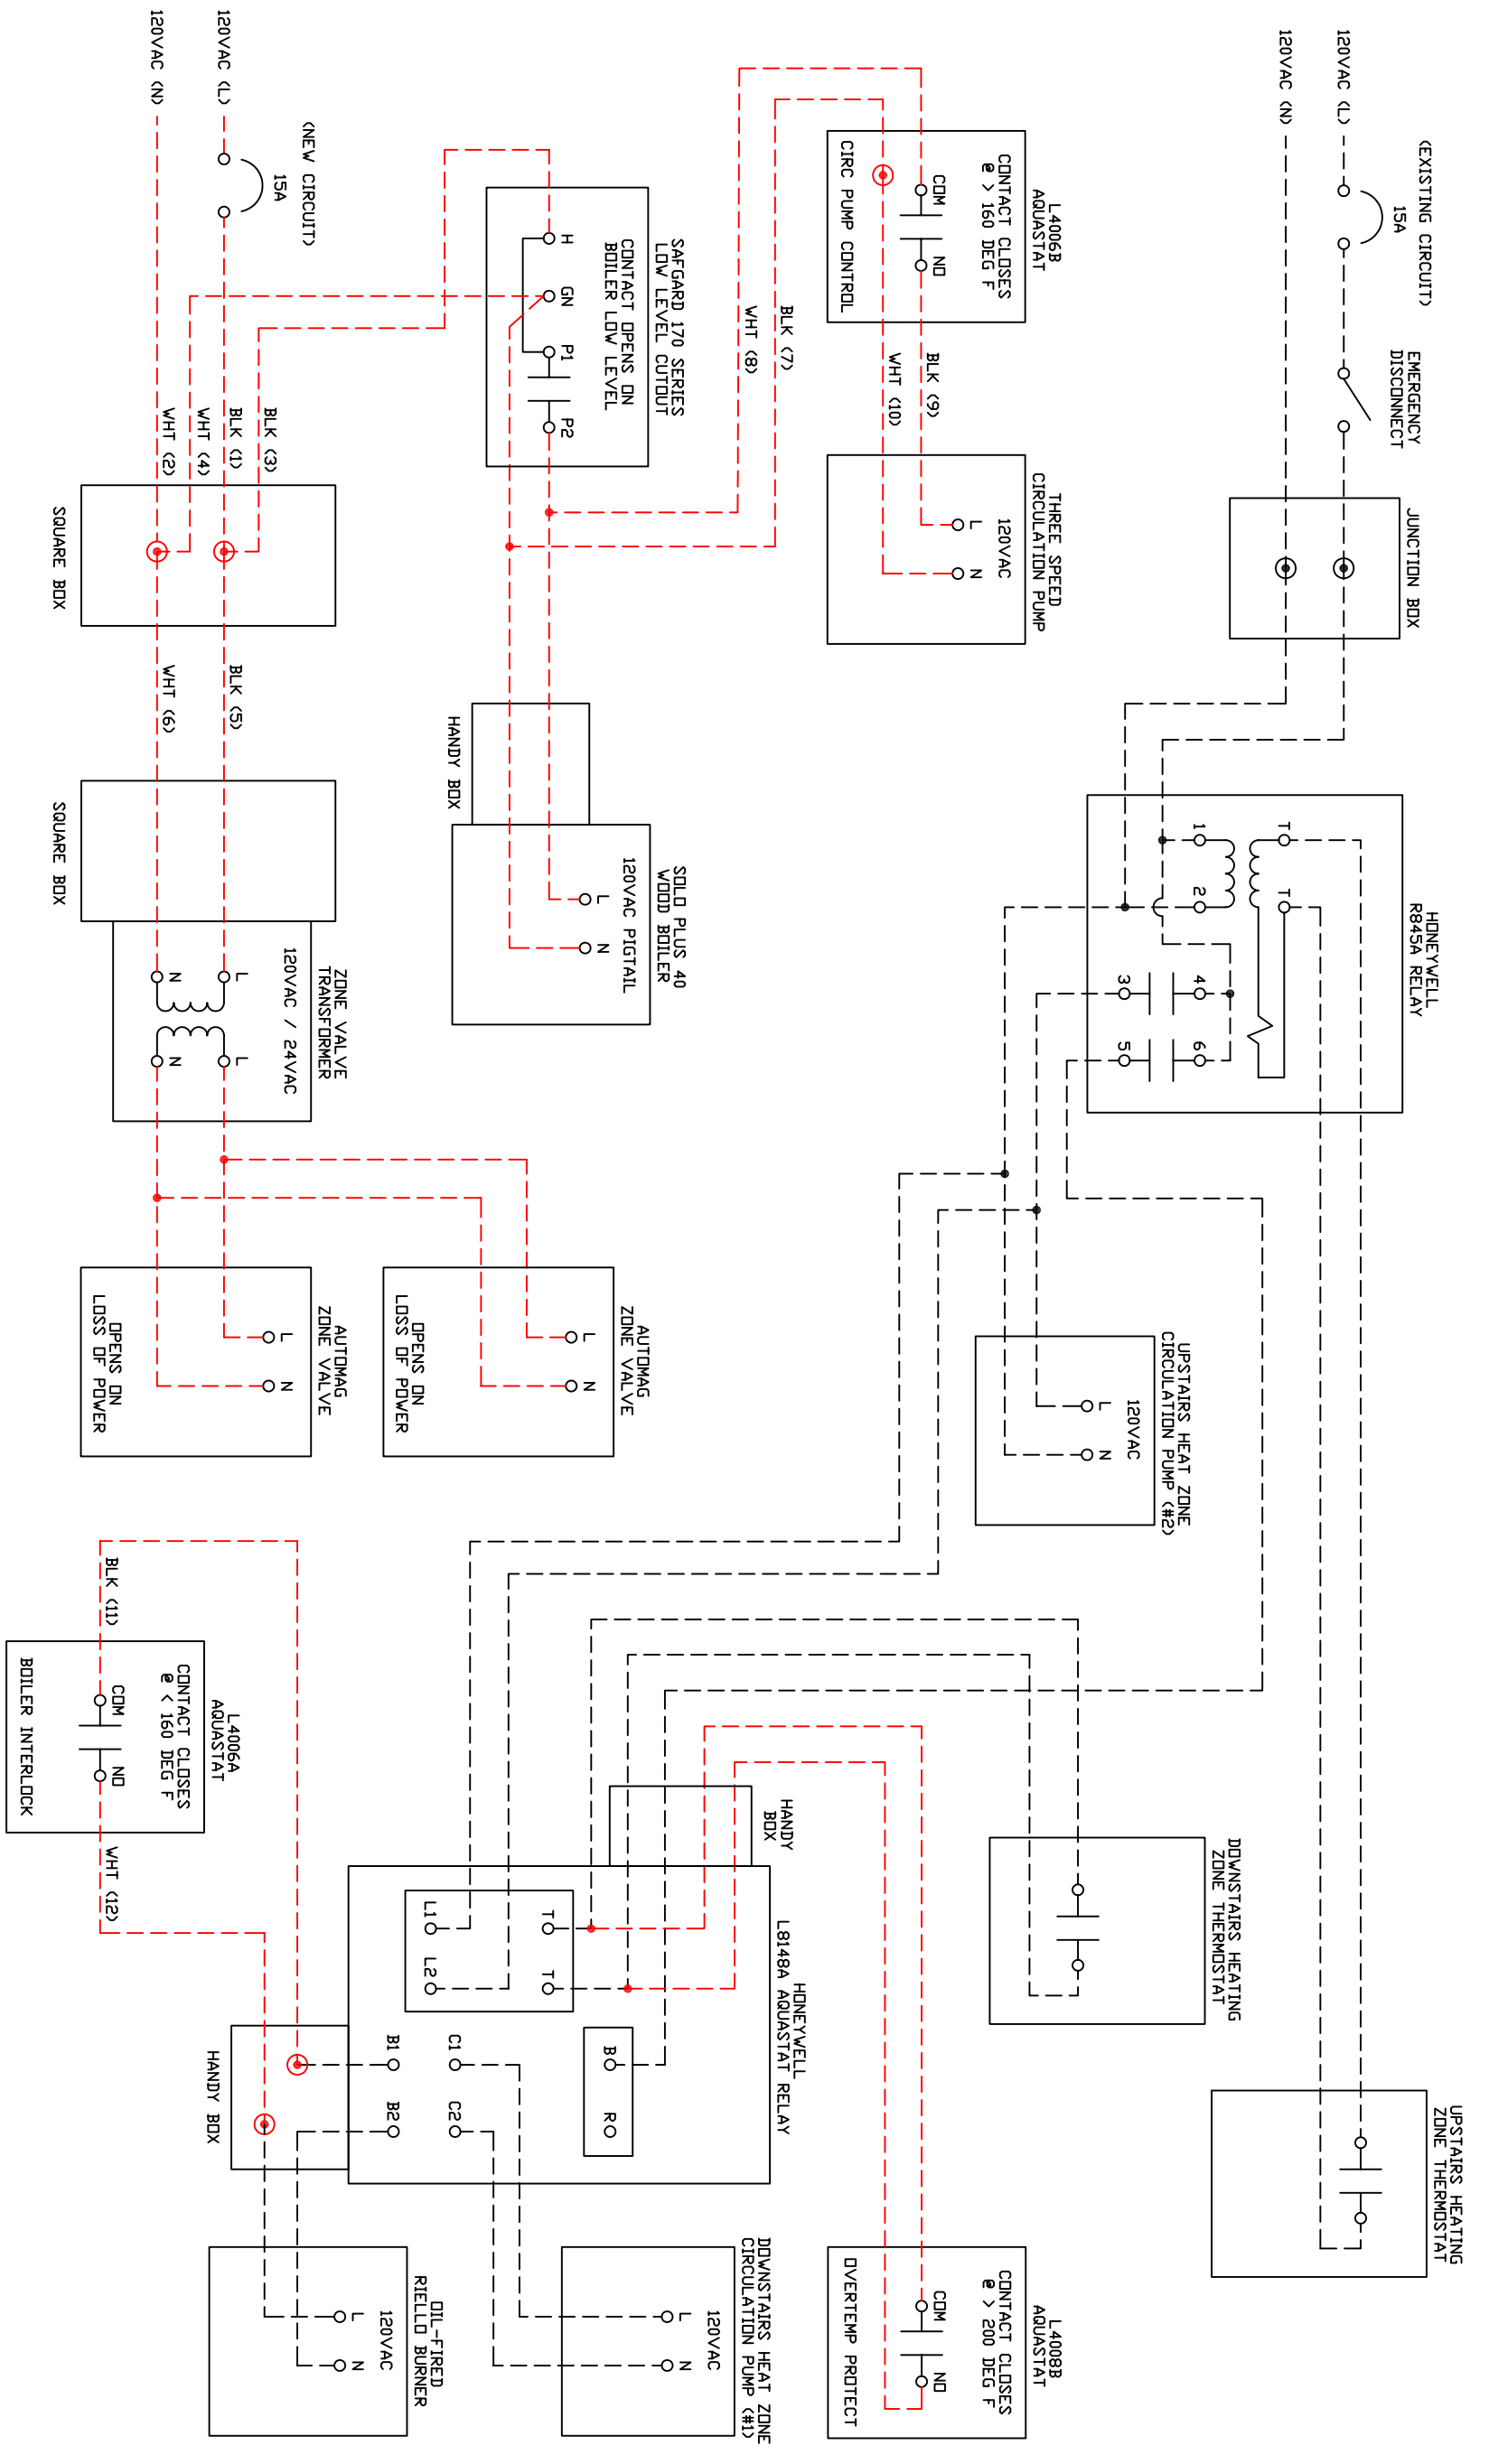 (EXISTING CIRCUIT)
15A
120VAC (L)
120VAC (N)
EMERGENCY
DISCONNECT
JUNCTION BOX
HONEYWELL
R845A RELAY
T
T
1
2
4
6
3
5
UPSTAIRS HEATING
ZONE THERMOSTAT
DOWNSTAIRS HEATING
ZONE THERMOSTAT
UPSTAIRS HEAT ZONE
CIRCULATION PUMP (#2)
120VAC
L
N
L4006B
AQUASTAT
CONTACT CLOSES
@ > 160 DEG F
COM
NO
CIRC PUMP CONTROL
BLK (9)
WHT (10)
THREE SPEED
CIRCULATION PUMP
120VAC
L
N
BLK (7)
WHT (8)
L4008B
AQUASTAT
CONTACT CLOSES
@ > 200 DEG F
COM
NO
OVERTEMP PROTECT
HANDY
BOX
HONEYWELL
L8148A AQUASTAT RELAY
T
T
L1
L2
B
R
C1
C2
B1
B2
HANDY BOX
DOWNSTAIRS HEAT ZONE
CIRCULATION PUMP (#1)
120VAC
L
N
SAFGARD 170 SERIES
LOW LEVEL CUTOUT
CONTACT OPENS ON
BOILER LOW LEVEL
H
GN
P1
P2
SOLO PLUS 40
WOOD BOILER
120VAC PIGTAIL
L
N
HANDY BOX
AUTOMAG
ZONE VALVE
L
N
OPENS ON
LOSS OF POWER
OIL-FIRED
RIELLO BURNER
120VAC
L
N
(NEW CIRCUIT)
15A
120VAC (L)
120VAC (N)
BLK (3)
BLK (1)
WHT (4)
WHT (2)
SQUARE BOX
BLK (5)
WHT (6)
SQUARE BOX
ZONE VALVE
TRANSFORMER
120VAC / 24VAC
L
L
N
N
AUTOMAG
ZONE VALVE
L
N
OPENS ON
LOSS OF POWER
L4006A
AQUASTAT
CONTACT CLOSES
@ < 160 DEG F
COM
NO
BOILER INTERLOCK
BLK (11)
WHT (12)